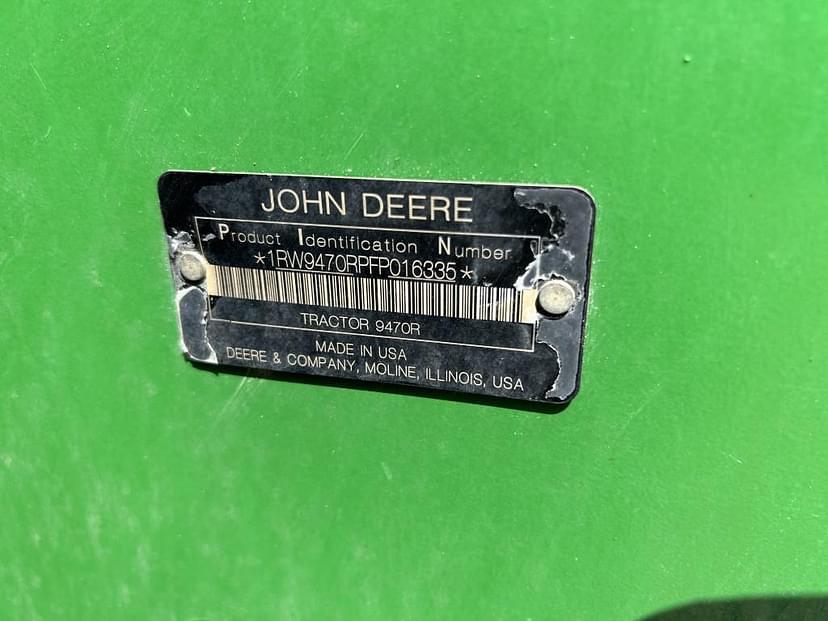 JOHN DEERE
Product Identification Number
*1RW9470RPFP016335*
TRACTOR 9470R
MADE IN USA
DEERE & COMPANY, MOLINE, ILLINOIS, USA